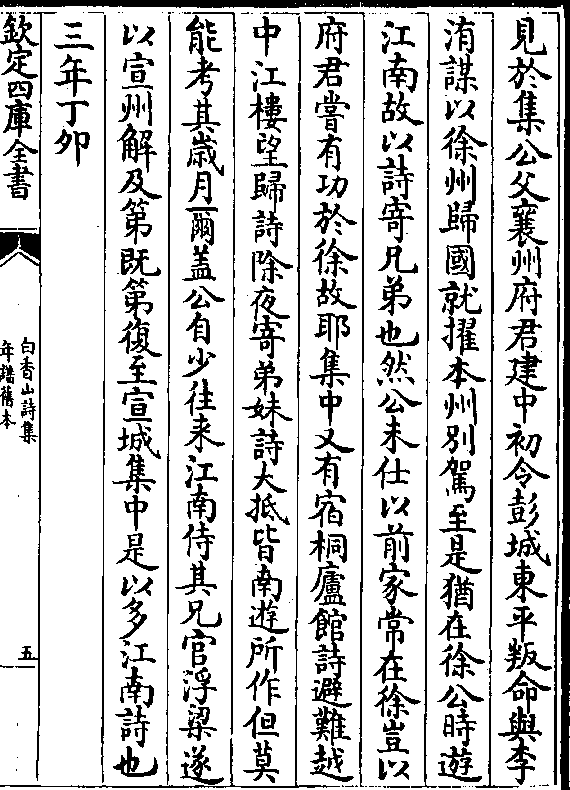 見於集公父襄州府君建中初令彭城東平叛命與李
洧謀以徐州歸國就擢本州別駕至是猶在徐公時遊
江南故以詩寄兄弟也然公未仕以前家常在徐豈以
府君嘗有功於徐故耶集中又有宿桐廬館詩避難越
中江樓望歸詩除夜寄弟妹詩大抵皆南遊所作但莫
能考其歲月爾盖公自少往来江南侍其兄官浮梁遂
以宣州解及第既第復至宣城集中是以多江南詩也
三年丁卯
欽定四庫全書
白香山詩集
年譜舊本
五